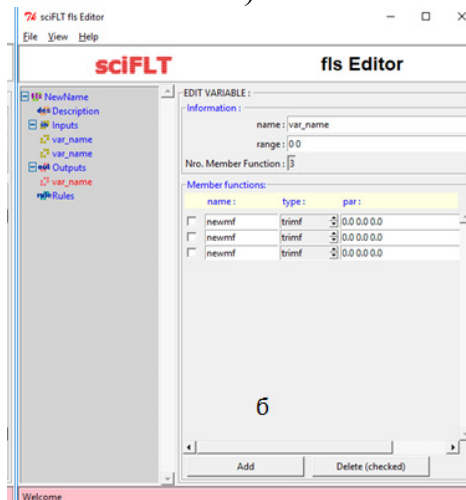 )
sciFLT fls Editor
File View Help
sciFLT fls Editor
NewName
Description
Inputs
var_name
var_name
Outputs
var_name
Rules
EDIT VARIABLE :
Information :
name : var_name
range : 0 0
Nro. Member Function : 3
Member functions:
name : type : par :
newmf trimf 0.0 0.0 0.0
newmf trimf 0.0 0.0 0.0
newmf trimf 0.0 0.0 0.0
б
Add Delete (checked)
Welcome